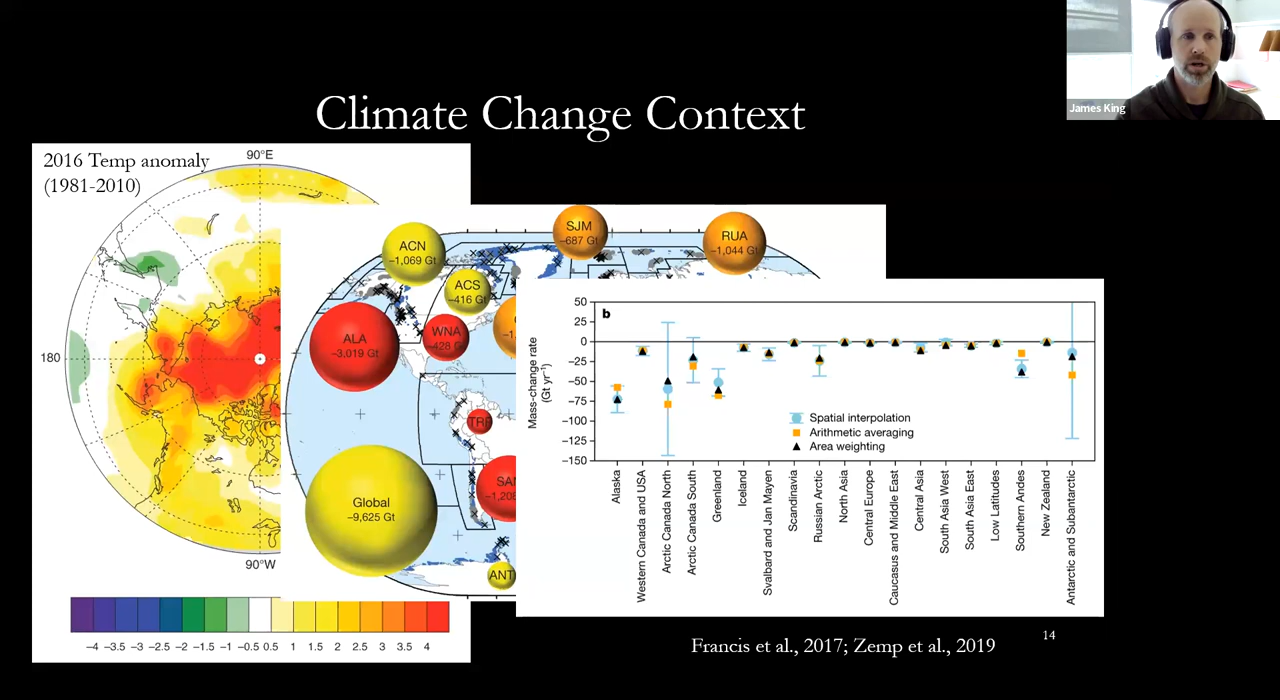 James King
Climate Change Context
2016 Temp anomaly
(1981-2010)
90°E
180
90°W
−4 −3.5 −3 −2.5 −2 −1.5 −1 −0.5 0.5 1 1.5 2 2.5 3 3.5 4
ACN
−1,069 Gt
SJM
−687 Gt
RUA
−1,044 Gt
ACS
−416 Gt
ALA
−3,019 Gt
WNA
−428 Gt
Global
−9,625 Gt
ANT
b
Mass-change rate
(Gt yr⁻¹)
50
25
0
−25
−50
−75
−100
−125
−150
Spatial interpolation
Arithmetic averaging
Area weighting
Alaska
Western Canada and USA
Arctic Canada North
Arctic Canada South
Greenland
Iceland
Svalbard and Jan Mayen
Scandinavia
Russian Arctic
North Asia
Central Europe
Caucasus and Middle East
Central Asia
South Asia West
South Asia East
Low Latitudes
Southern Andes
New Zealand
Antarctic and Subantarctic
Francis et al., 2017; Zemp et al., 2019
14